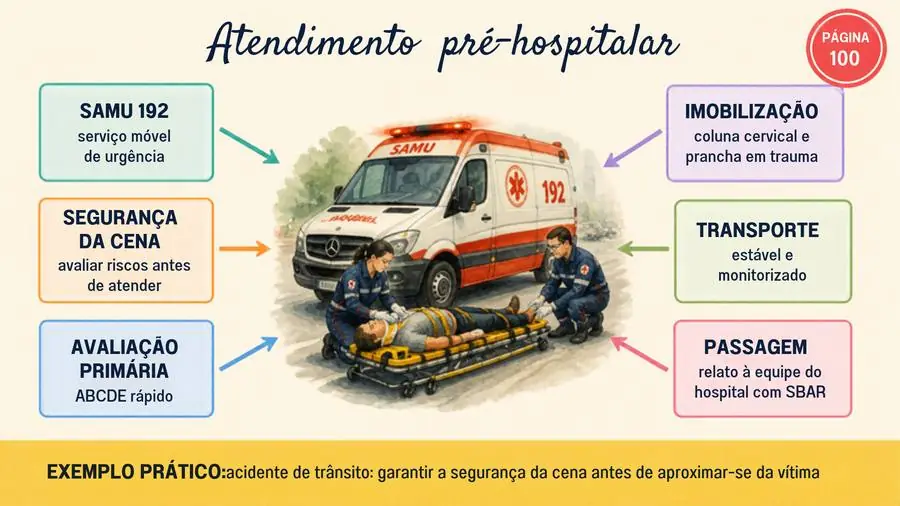 Atendimento pré-hospitalar
PÁGINA
100
SAMU 192
serviço móvel
de urgência
SEGURANÇA
DA CENA
avaliar riscos antes
de atender
AVALIAÇÃO
PRIMÁRIA
ABCDE rápido
SAMU
192
IMOBILIZAÇÃO
coluna cervical e
prancha em trauma
TRANSPORTE
estável e
monitorizado
PASSAGEM
relato à equipe do
hospital com SBAR
EXEMPLO PRÁTICO:acidente de trânsito: garantir a segurança da cena antes de aproximar-se da vítima